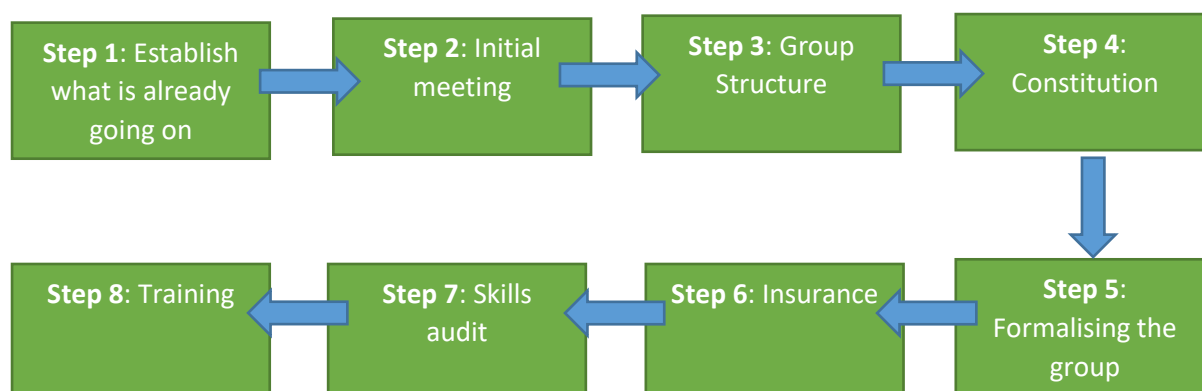 Step 1: Establish
what is already
going on
Step 2: Initial
meeting
Step 3: Group
Structure
Step 4:
Constitution
Step 5:
Formalising the
group
Step 6: Insurance
Step 7: Skills
audit
Step 8: Training